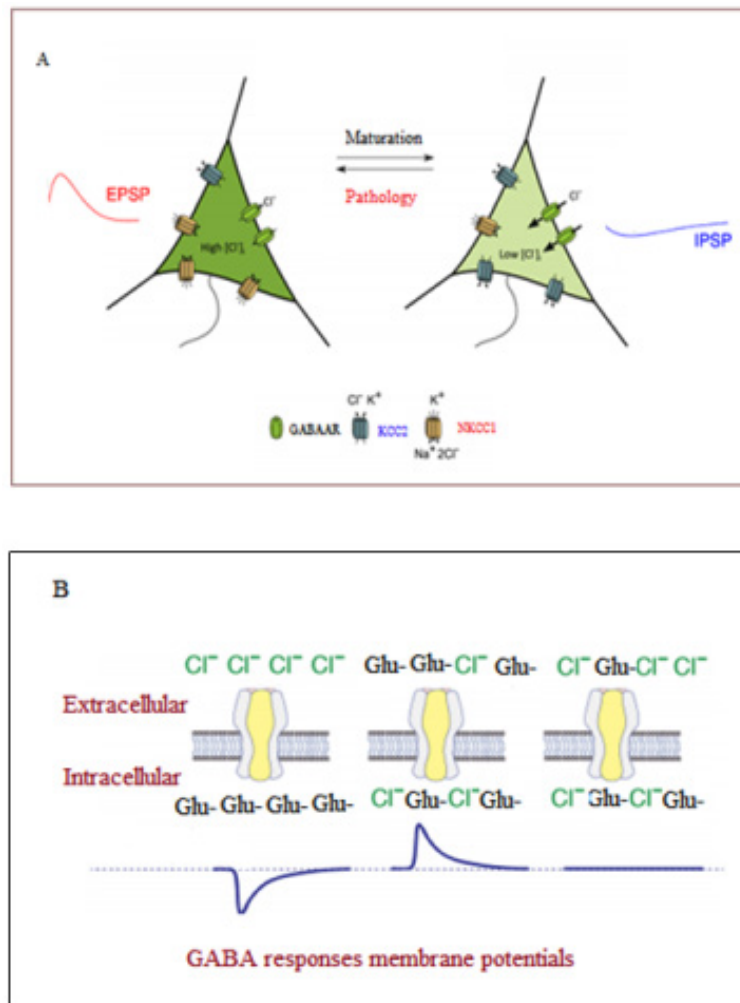 A
Maturation
EPSP
Pathology
Cl⁻
Cl⁻
High [Cl⁻]ᵢ
Low [Cl⁻]ᵢ
IPSP
Cl⁻ K⁺
K⁺
GABAAR
KCC2
NKCC1
Na⁺ 2Cl⁻
B
Cl⁻ Cl⁻ Cl⁻ Cl⁻
Glu- Glu-Cl⁻ Glu-
Cl⁻ Glu-Cl⁻ Cl⁻
Extracellular
Intracellular
Glu- Glu- Glu- Glu-
Cl⁻Glu-Cl⁻Glu-
Cl⁻Glu-Cl⁻Glu-
GABA responses membrane potentials